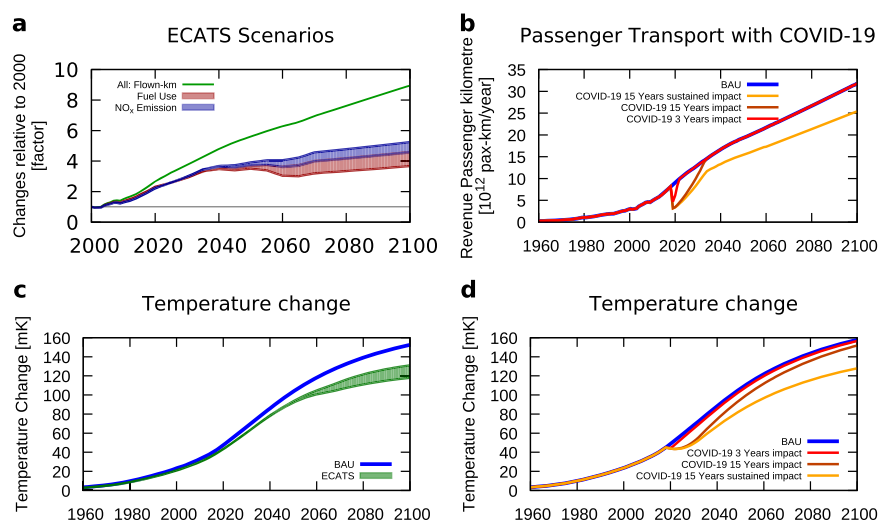 a
ECATS Scenarios
Changes relative to 2000
[factor]
10
8
6
4
2
0
All: Flown-km
Fuel Use
NOx Emission
2000 2020 2040 2060 2080 2100
b
Passenger Transport with COVID-19
Revenue Passenger kilometre
[10^12 pax-km/year]
35
30
25
20
15
10
5
0
BAU
COVID-19 15 Years sustained impact
COVID-19 15 Years impact
COVID-19 3 Years impact
1960 1980 2000 2020 2040 2060 2080 2100
c
Temperature change
Temperature Change [mK]
160
140
120
100
80
60
40
20
0
BAU
ECATS
1960 1980 2000 2020 2040 2060 2080 2100
d
Temperature change
Temperature Change [mK]
160
140
120
100
80
60
40
20
0
BAU
COVID-19 3 Years impact
COVID-19 15 Years impact
COVID-19 15 Years sustained impact
1960 1980 2000 2020 2040 2060 2080 2100